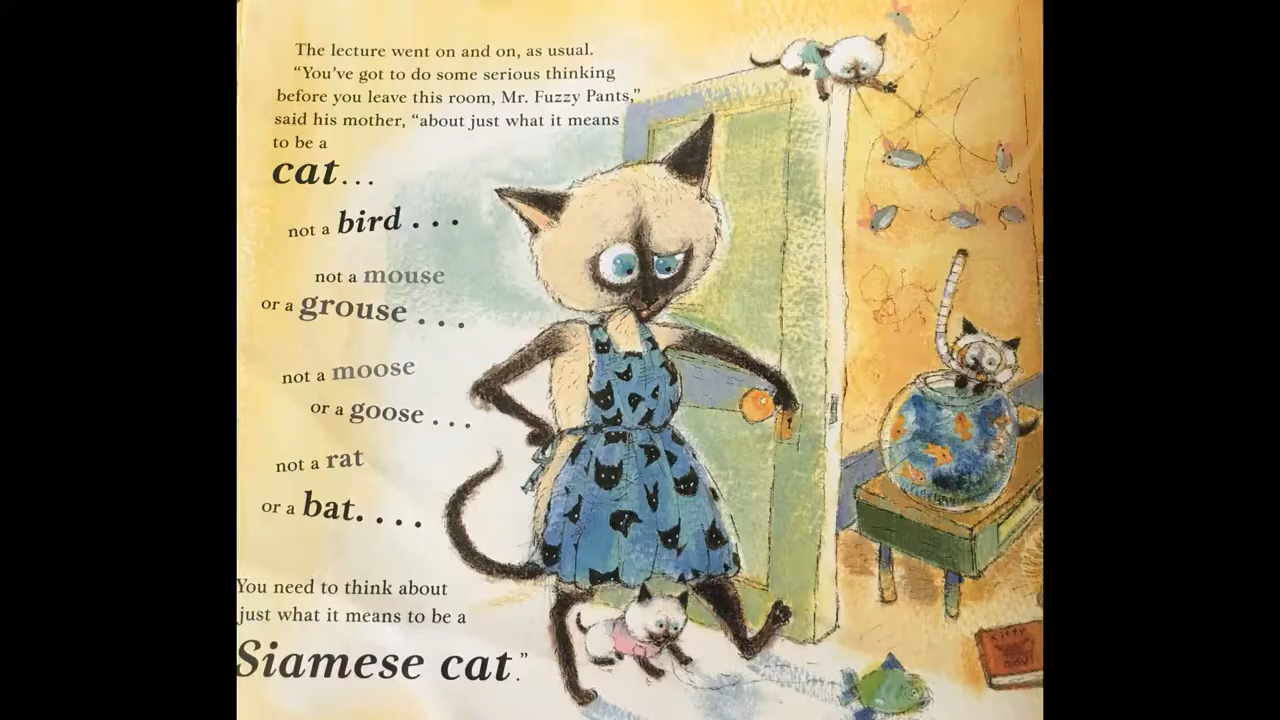 The lecture went on and on, as usual.
“You’ve got to do some serious thinking
before you leave this room, Mr. Fuzzy Pants,”
said his mother, “about just what it means
to be a
cat...
not a bird . . .
not a mouse
or a grouse . . .
not a moose
or a goose . . .
not a rat
or a bat. . . .
You need to think about
just what it means to be a
Siamese cat.”
Kitty